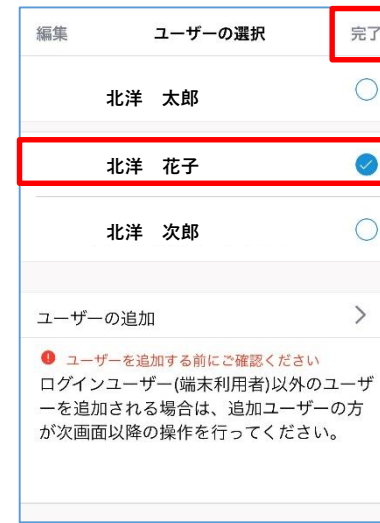 編集 ユーザーの選択 完了
北洋 太郎
北洋 花子
北洋 次郎
ユーザーの追加
ユーザーを追加する前にご確認ください
ログインユーザー(端末利用者)以外のユーザ
ーを追加される場合は、追加ユーザーの方
が次画面以降の操作を行ってください。